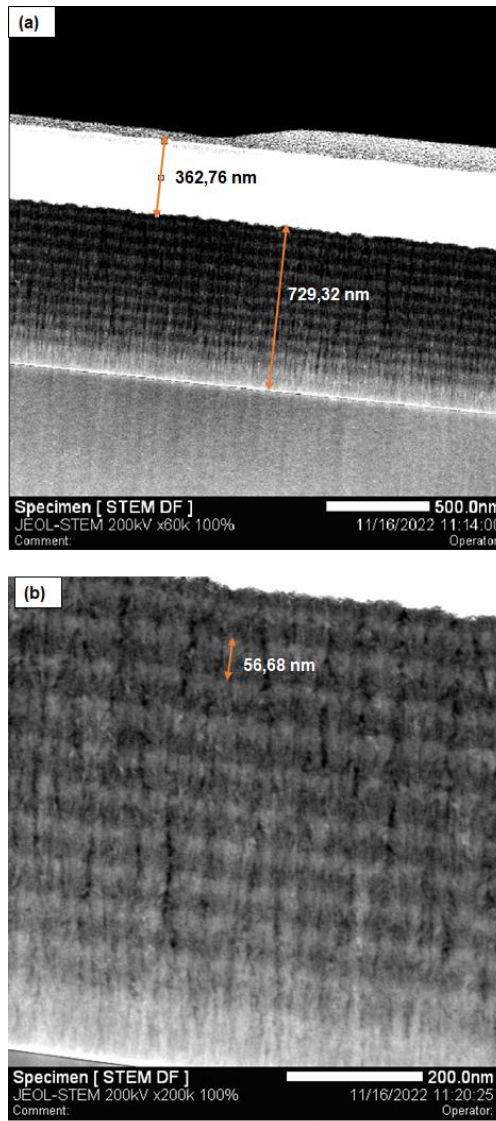 (a)
362,76 nm
729,32 nm
Specimen [ STEM DF ] 500.0nm
JEOL-STEM 200kV x60k 100% 11/16/2022 11:14:00
Comment: Operator
(b)
56,68 nm
Specimen [ STEM DF ] 200.0nm
JEOL-STEM 200kV x200k 100% 11/16/2022 11:20:25
Comment: Operator